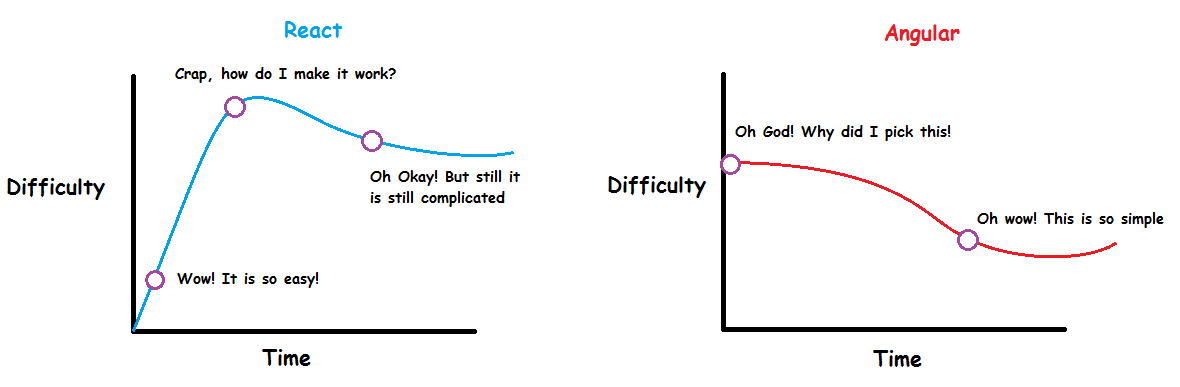 React
Crap, how do I make it work?
Difficulty
Oh Okay! But still it
is still complicated
Wow! It is so easy!
Time
Angular
Oh God! Why did I pick this!
Difficulty
Oh wow! This is so simple
Time